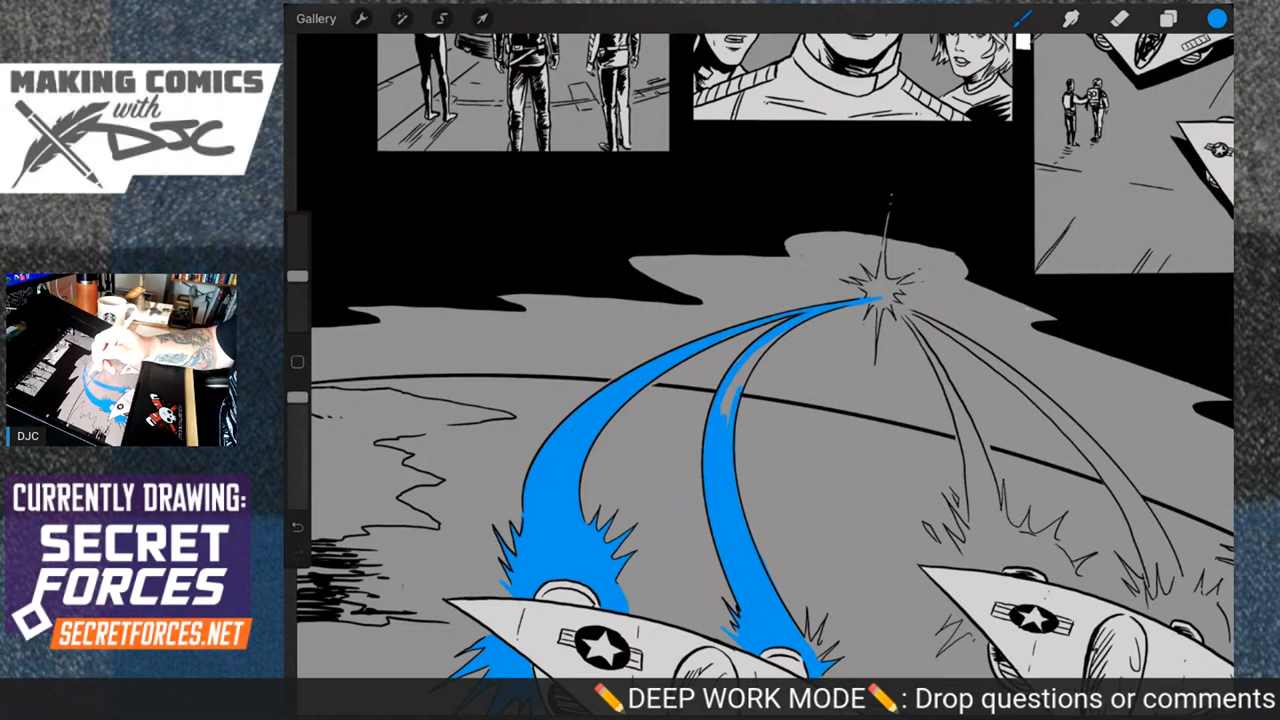 Gallery
MAKING COMICS
with
DJC
DJC
CURRENTLY DRAWING:
SECRET
FORCES
SECRETFORCES.NET
✏️DEEP WORK MODE✏️: Drop questions or comments